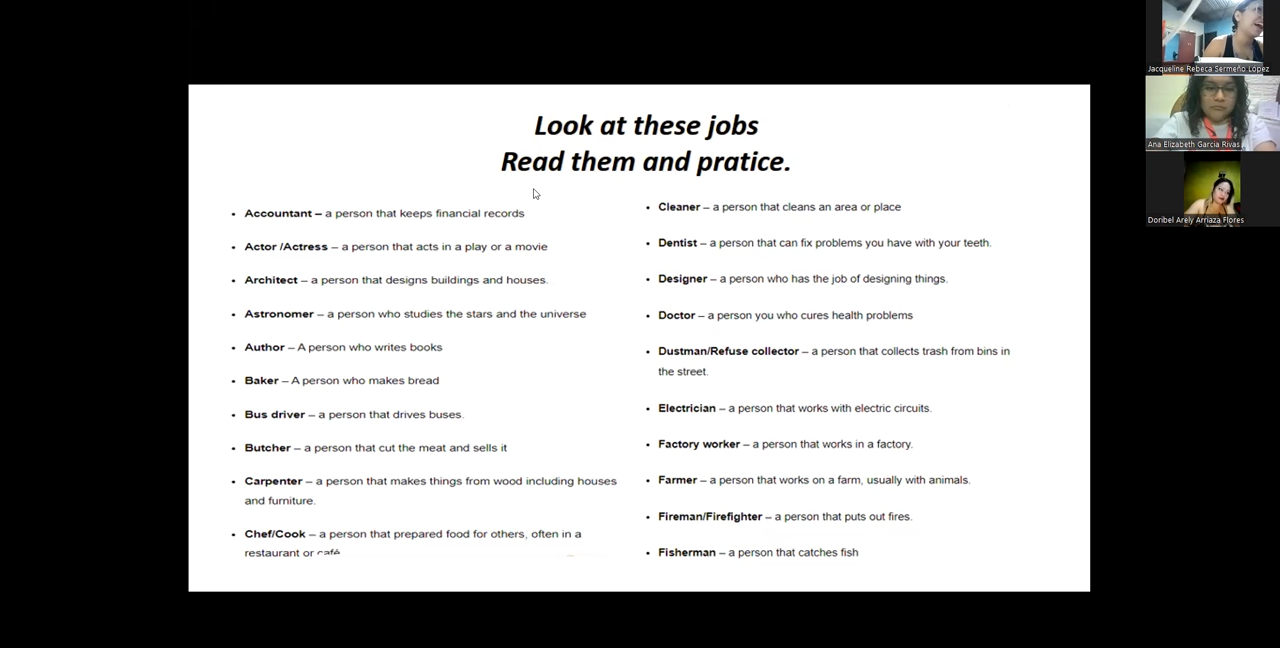 Look at these jobs
Read them and pratice.
• Accountant – a person that keeps financial records
• Actor /Actress – a person that acts in a play or a movie
• Architect – a person that designs buildings and houses.
• Astronomer – a person who studies the stars and the universe
• Author – A person who writes books
• Baker – A person who makes bread
• Bus driver – a person that drives buses.
• Butcher – a person that cut the meat and sells it
• Carpenter – a person that makes things from wood including houses
and furniture.
• Chef/Cook – a person that prepared food for others, often in a
restaurant or café
• Cleaner – a person that cleans an area or place
• Dentist – a person that can fix problems you have with your teeth.
• Designer – a person who has the job of designing things.
• Doctor – a person you who cures health problems
• Dustman/Refuse collector – a person that collects trash from bins in
the street.
• Electrician – a person that works with electric circuits.
• Factory worker – a person that works in a factory.
• Farmer – a person that works on a farm, usually with animals.
• Fireman/Firefighter – a person that puts out fires.
• Fisherman – a person that catches fish
Jacqueline Rebeca Sermeño López
Ana Elizabeth Garcia Rivas
Doribel Arely Arriaza Flores